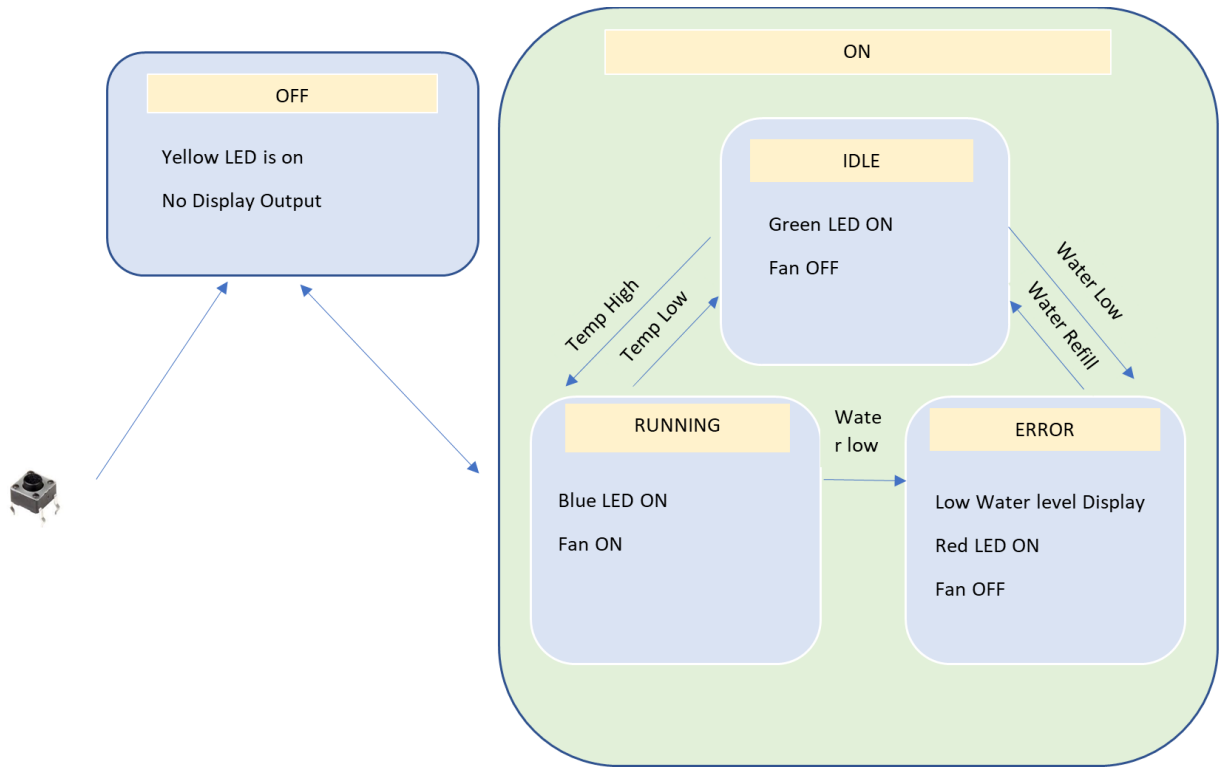 OFF
Yellow LED is on
No Display Output
ON
IDLE
Green LED ON
Fan OFF
Temp High
Temp Low
Water Low
Water Refill
RUNNING
Blue LED ON
Fan ON
Wate
r low
ERROR
Low Water level Display
Red LED ON
Fan OFF